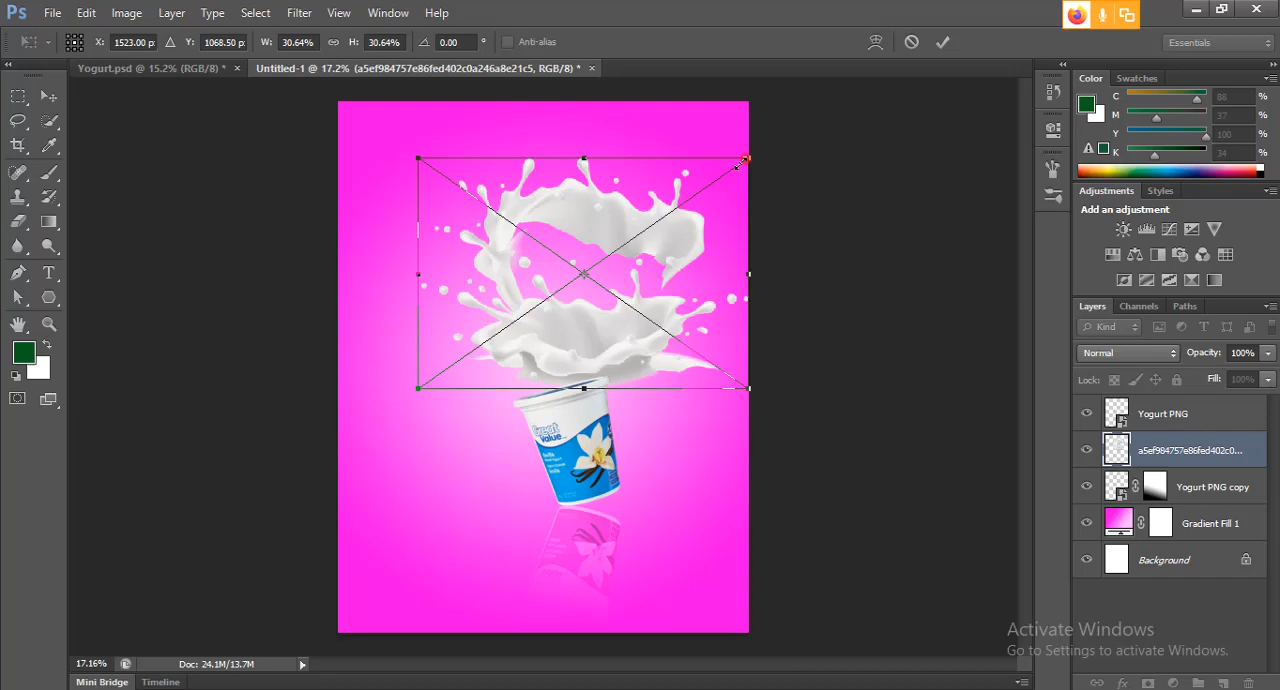 Ps File Edit Image Layer Type Select Filter View Window Help
X: 1523.00 p: Y: 1068.50 p: W: 30.64% H: 30.64% 0.00 ° Anti-alias Essentials
Yogurt.psd @ 15.2% (RGB/8) * × Untitled-1 @ 17.2% (a5ef984757e86fed402c0a246a8e21c5, RGB/8) * ×
Color Swatches
C 88 %
M 37 %
Y 100 %
K 34 %
Adjustments Styles
Add an adjustment
Layers Channels Paths
Kind
Normal Opacity: 100%
Lock: Fill: 100%
Yogurt PNG
a5ef984757e86fed402c0...
Yogurt PNG copy
Gradient Fill 1
Background
Great
Value
Activate Windows
Go to Settings to activate Windows.
17.16% Doc: 24.1M/13.7M
Mini Bridge Timeline